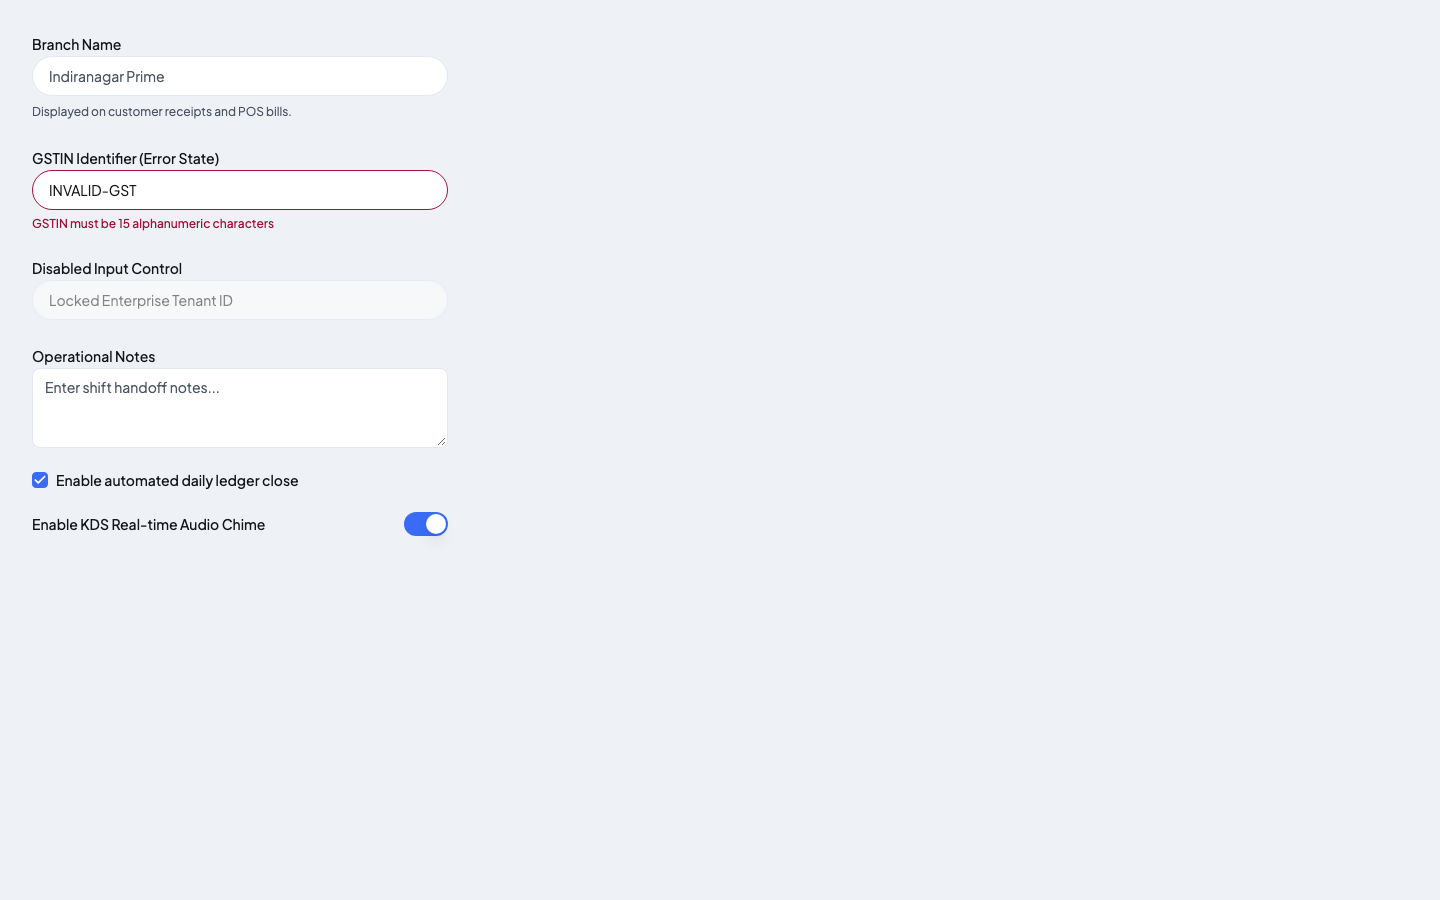 Branch Name
Indiranagar Prime
Displayed on customer receipts and POS bills.
GSTIN Identifier (Error State)
INVALID-GST
GSTIN must be 15 alphanumeric characters
Disabled Input Control
Locked Enterprise Tenant ID
Operational Notes
Enter shift handoff notes...
Enable automated daily ledger close
Enable KDS Real-time Audio Chime